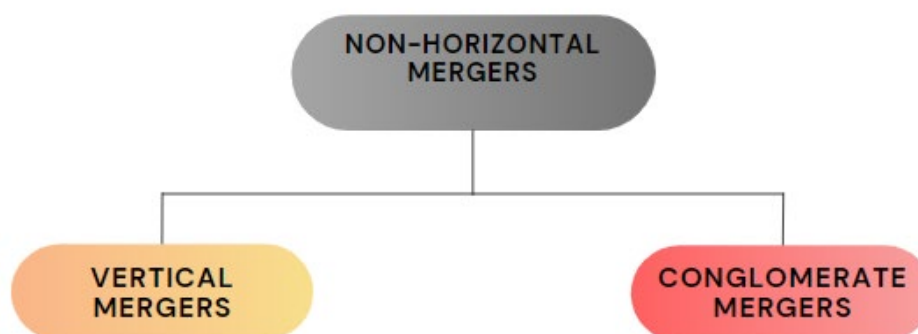 NON-HORIZONTAL
MERGERS
VERTICAL
MERGERS
CONGLOMERATE
MERGERS